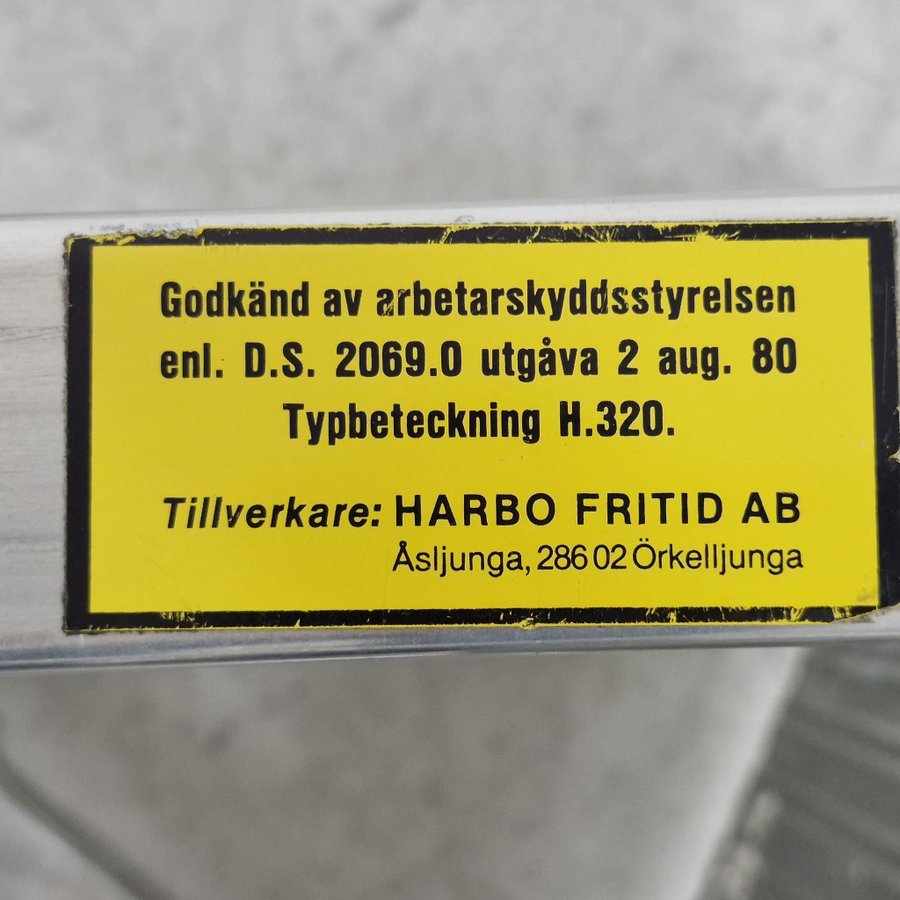 Godkänd av arbetarskyddsstyrelsen
enl. D.S. 2069.0 utgåva 2 aug. 80
Typbeteckning H.320.
Tillverkare: HARBO FRITID AB
Åsljunga, 286 02 Örkelljunga